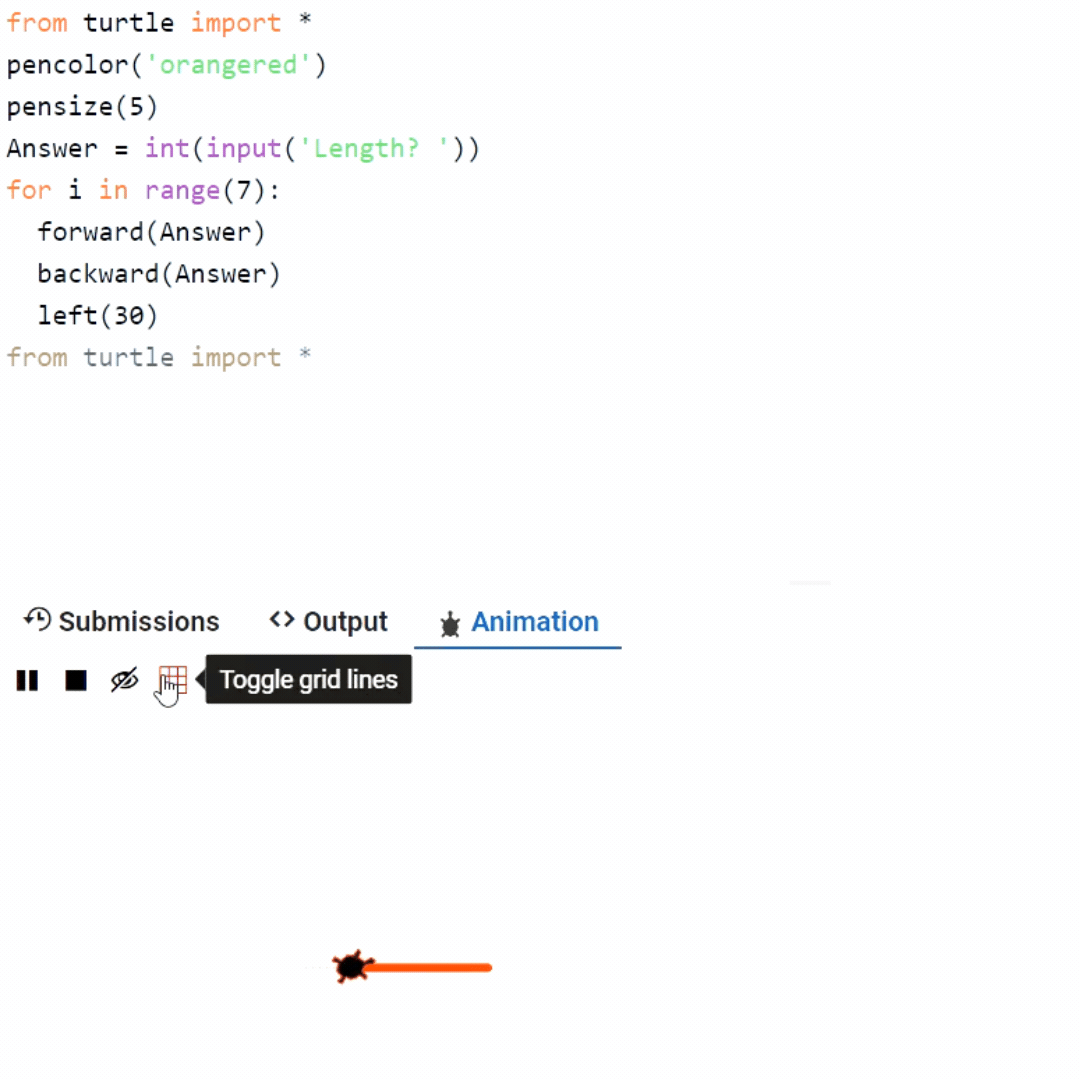 from turtle import *
pencolor('orangered')
pensize(5)
Answer = int(input('Length? '))
for i in range(7):
  forward(Answer)
  backward(Answer)
  left(30)
from turtle import *
Submissions <> Output Animation
Toggle grid lines